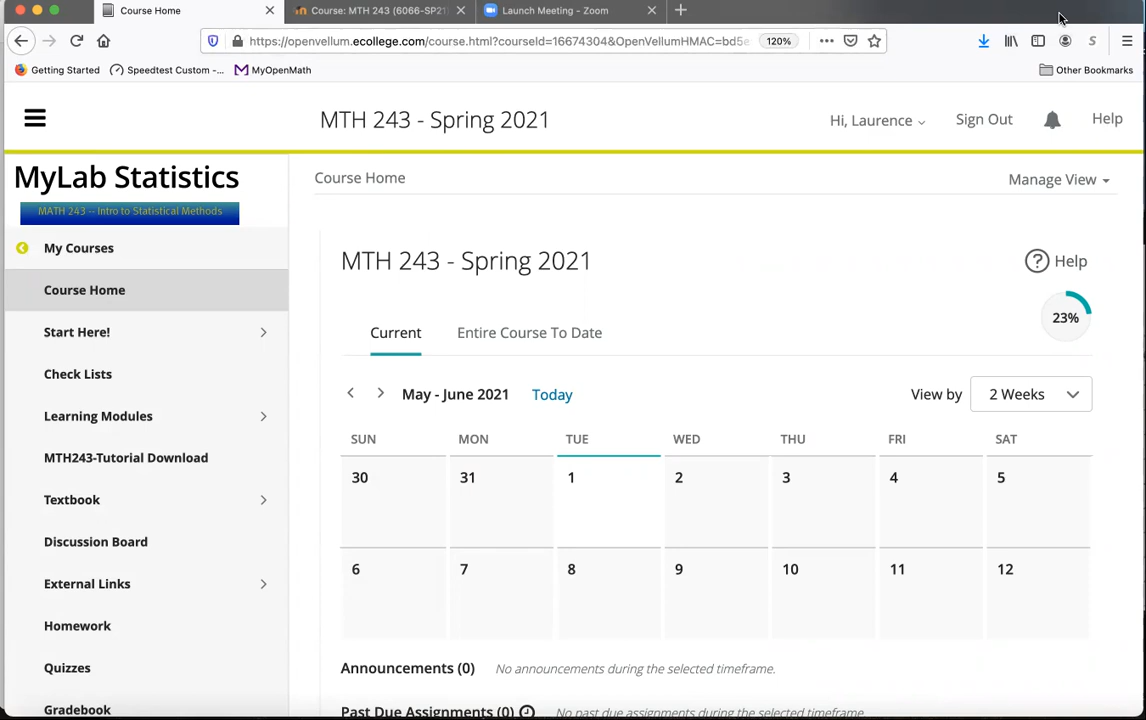 Course Home
Course: MTH 243 (6066-SP21
Launch Meeting - Zoom
https://openvellum.ecollege.com/course.html?courseId=16674304&OpenVellumHMAC=bd5e
120%
Getting Started
Speedtest Custom -...
MyOpenMath
Other Bookmarks
MTH 243 - Spring 2021
Hi, Laurence
Sign Out
Help
MyLab Statistics
MATH 243 -- Intro to Statistical Methods
My Courses
Course Home
Start Here!
Check Lists
Learning Modules
MTH243-Tutorial Download
Textbook
Discussion Board
External Links
Homework
Quizzes
Gradebook
Course Home
Manage View
MTH 243 - Spring 2021
? Help
23%
Current
Entire Course To Date
May - June 2021
Today
View by
2 Weeks
SUN MON TUE WED THU FRI SAT
30 31 1 2 3 4 5
6 7 8 9 10 11 12
Announcements (0) No announcements during the selected timeframe.
Past Due Assignments (0) No past due assignments during the selected timeframe.